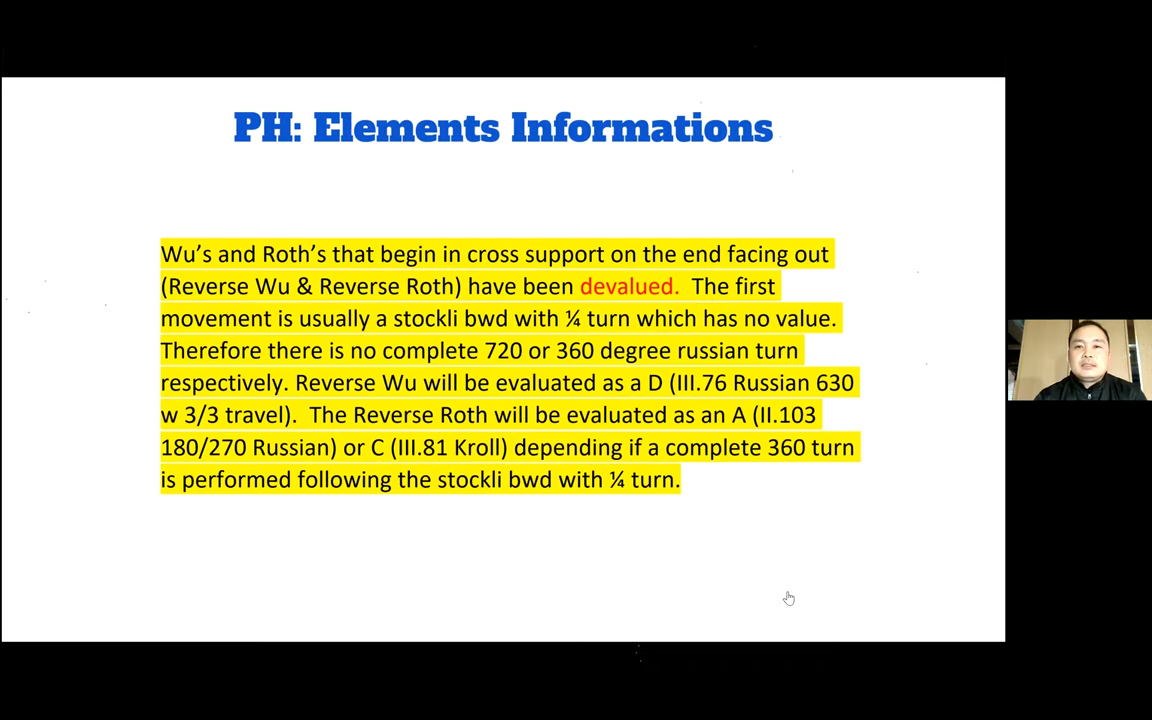 PH: Elements Informations
Wu’s and Roth’s that begin in cross support on the end facing out
(Reverse Wu & Reverse Roth) have been devalued.  The first
movement is usually a stockli bwd with ¼ turn which has no value.
Therefore there is no complete 720 or 360 degree russian turn
respectively. Reverse Wu will be evaluated as a D (III.76 Russian 630
w 3/3 travel).  The Reverse Roth will be evaluated as an A (II.103
180/270 Russian) or C (III.81 Kroll) depending if a complete 360 turn
is performed following the stockli bwd with ¼ turn.